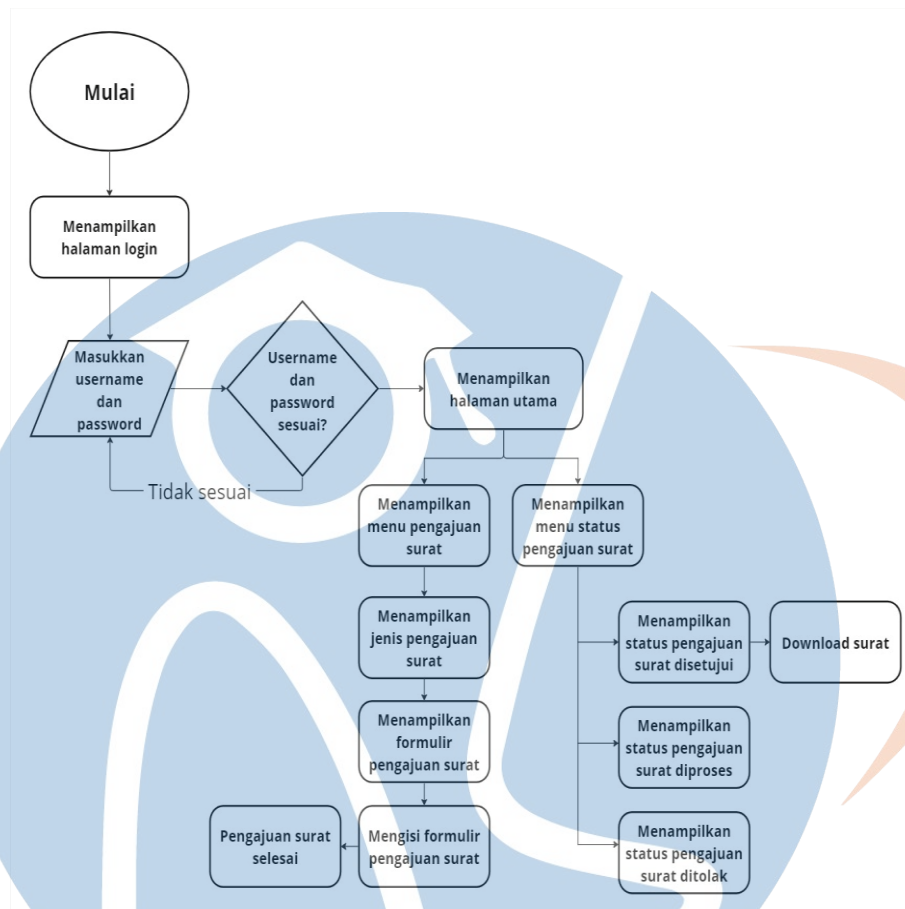 Mulai
Menampilkan
halaman login
Masukkan
username
dan
password
Username
dan
password
sesuai?
Menampilkan
halaman utama
Tidak sesuai
Menampilkan
menu pengajuan
surat
Menampilkan
menu status
pengajuan surat
Menampilkan
jenis pengajuan
surat
Menampilkan
status pengajuan
surat disetujui
Download surat
Menampilkan
formulir
pengajuan surat
Menampilkan
status pengajuan
surat diproses
Pengajuan surat
selesai
Mengisi formulir
pengajuan surat
Menampilkan
status pengajuan
surat ditolak